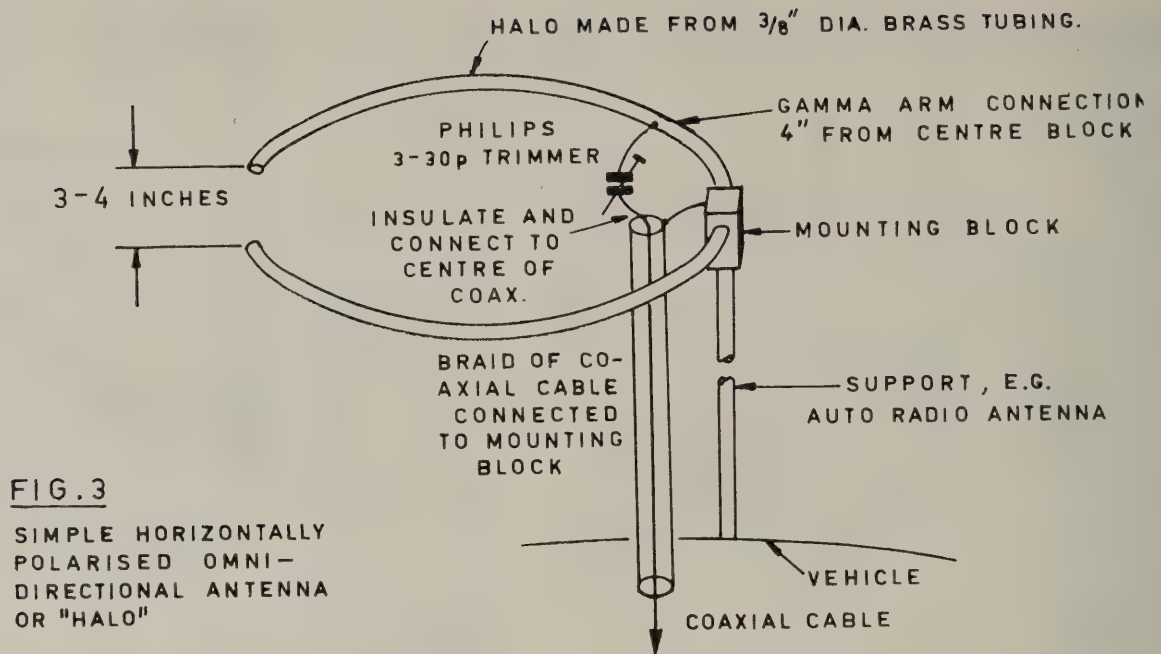 HALO MADE FROM 3/8" DIA. BRASS TUBING.
GAMMA ARM CONNECTION
4" FROM CENTRE BLOCK
PHILIPS
3-30p TRIMMER
3-4 INCHES
INSULATE AND
CONNECT TO
CENTRE OF
COAX.
MOUNTING BLOCK
BRAID OF CO-
AXIAL CABLE
CONNECTED
TO MOUNTING
BLOCK
SUPPORT, E.G.
AUTO RADIO ANTENNA
FIG.3
SIMPLE HORIZONTALLY
POLARISED OMNI-
DIRECTIONAL ANTENNA
OR "HALO"
VEHICLE
COAXIAL CABLE